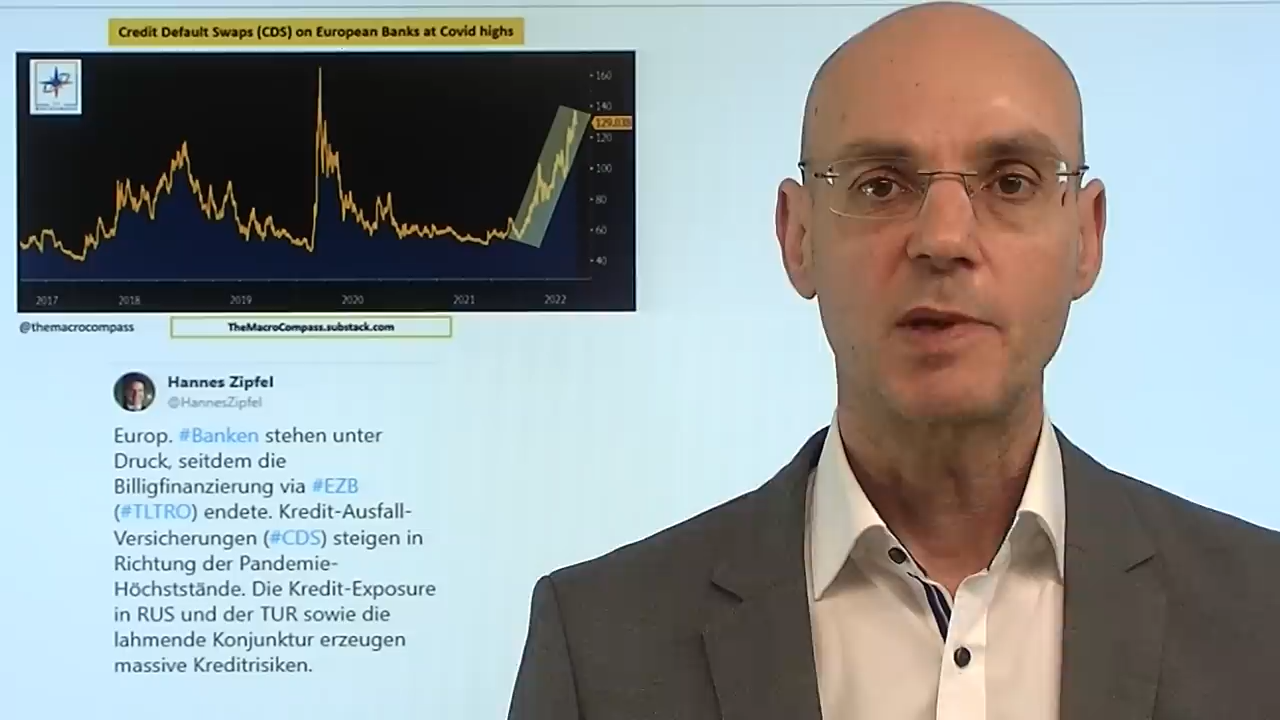 Credit Default Swaps (CDS) on European Banks at Covid highs
160
140
129.038
120
100
80
60
40
2017 2018 2019 2020 2021 2022
@themacrocompass
TheMacroCompass.substack.com
Hannes Zipfel
@HannesZipfel
Europ. #Banken stehen unter
Druck, seitdem die
Billigfinanzierung via #EZB
(#TLTRO) endete. Kredit-Ausfall-
Versicherungen (#CDS) steigen in
Richtung der Pandemie-
Höchststände. Die Kredit-Exposure
in RUS und der TUR sowie die
lahmende Konjunktur erzeugen
massive Kreditrisiken.